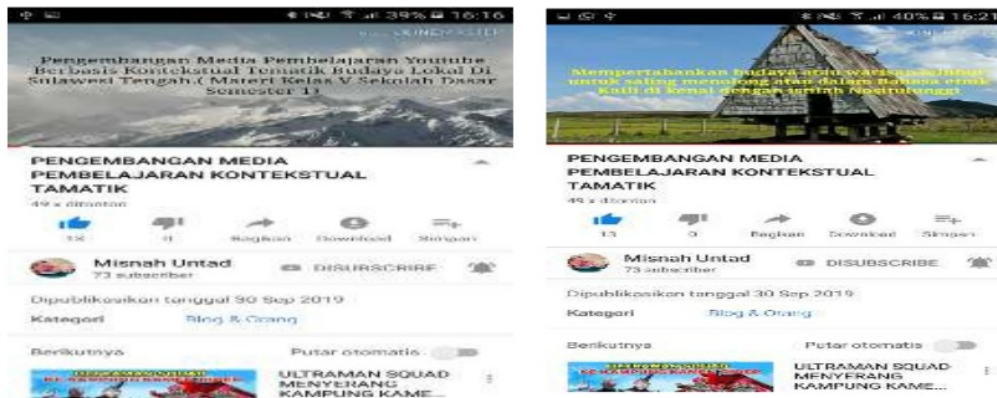 39% 16:16
KINEMASTER
Pengembangan Media Pembelajaran Youtube
Berbasis Kontekstual Tematik Budaya Lokal Di
Sulawesi Tengah.( Materi Kelas V Sekolah Dasar
Semester 1)
PENGEMBANGAN MEDIA
PEMBELAJARAN KONTEKSTUAL
TAMATIK
49 x ditonton
13 0 Bagikan Download Simpan
Misnah Untad
73 subscriber
DISUBSCRIBE
Dipublikasikan tanggal 30 Sep 2019
Kategori Blog & Orang
Berikutnya Putar otomatis
ULTRAMAN SQUAD
MENYERANG
KAMPUNG KAME...
40% 16:21
Mempertahankan budaya atau warisan leluhur
untuk saling menolong atau dalam Bahasa etnik
Kaili di kenal dengan istilah Nositulunggi
PENGEMBANGAN MEDIA
PEMBELAJARAN KONTEKSTUAL
TAMATIK
49 x ditonton
13 0 Bagikan Download Simpan
Misnah Untad
73 subscriber
DISUBSCRIBE
Dipublikasikan tanggal 30 Sep 2019
Kategori Blog & Orang
Berikutnya Putar otomatis
ULTRAMAN SQUAD
MENYERANG
KAMPUNG KAME...